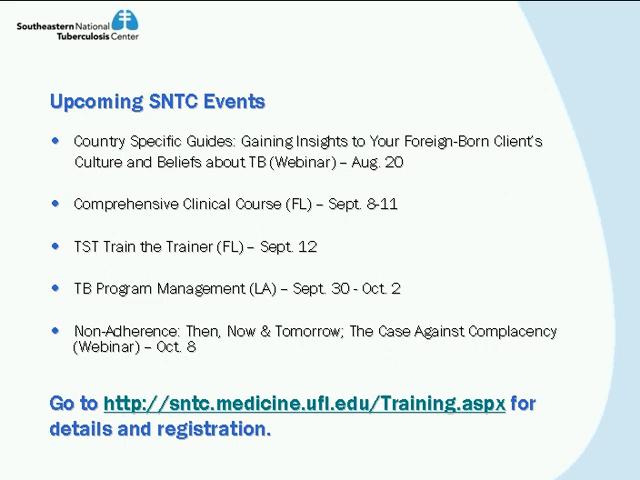 Southeastern National
Tuberculosis Center
Upcoming SNTC Events
• Country Specific Guides: Gaining Insights to Your Foreign-Born Client's
Culture and Beliefs about TB (Webinar) – Aug. 20
• Comprehensive Clinical Course (FL) – Sept. 8-11
• TST Train the Trainer (FL) – Sept. 12
• TB Program Management (LA) – Sept. 30 - Oct. 2
• Non-Adherence: Then, Now & Tomorrow; The Case Against Complacency
(Webinar) – Oct. 8
Go to http://sntc.medicine.ufl.edu/Training.aspx for
details and registration.